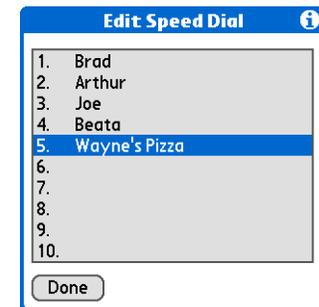 Edit Speed Dial i
1. Brad
2. Arthur
3. Joe
4. Beata
5. Wayne's Pizza
6.
7.
8.
9.
10.
Done